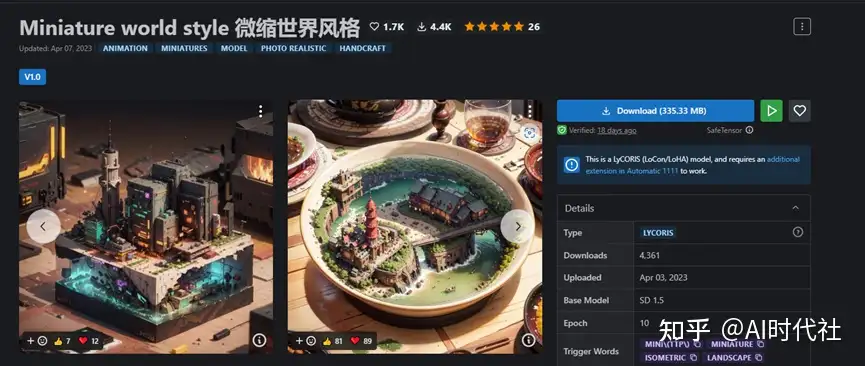 Miniature world style 微缩世界风格 1.7K 4.4K 26
Updated: Apr 07, 2023 ANIMATION MINIATURES MODEL PHOTO REALISTIC HANDCRAFT
V1.0
Download (335.33 MB)
Verified: 18 days ago SafeTensor
This is a LyCORIS (LoCon/LoHA) model, and requires an additional
extension in Automatic 1111 to work.
Details
Type LYCORIS
Downloads 4,361
Uploaded Apr 03, 2023
Base Model SD 1.5
Epoch 10
Trigger Words MINI\(TTP\) MINIATURE
ISOMETRIC LANDSCAPE
7 12
81 89
知乎 @AI时代社